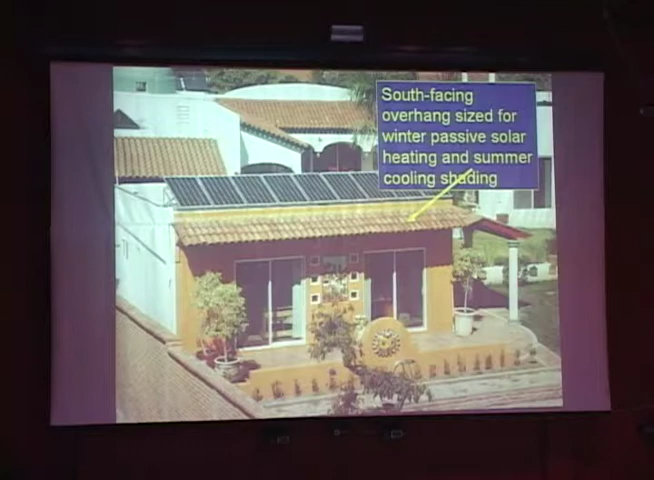 South-facing
overhang sized for
winter passive solar
heating and summer
cooling shading